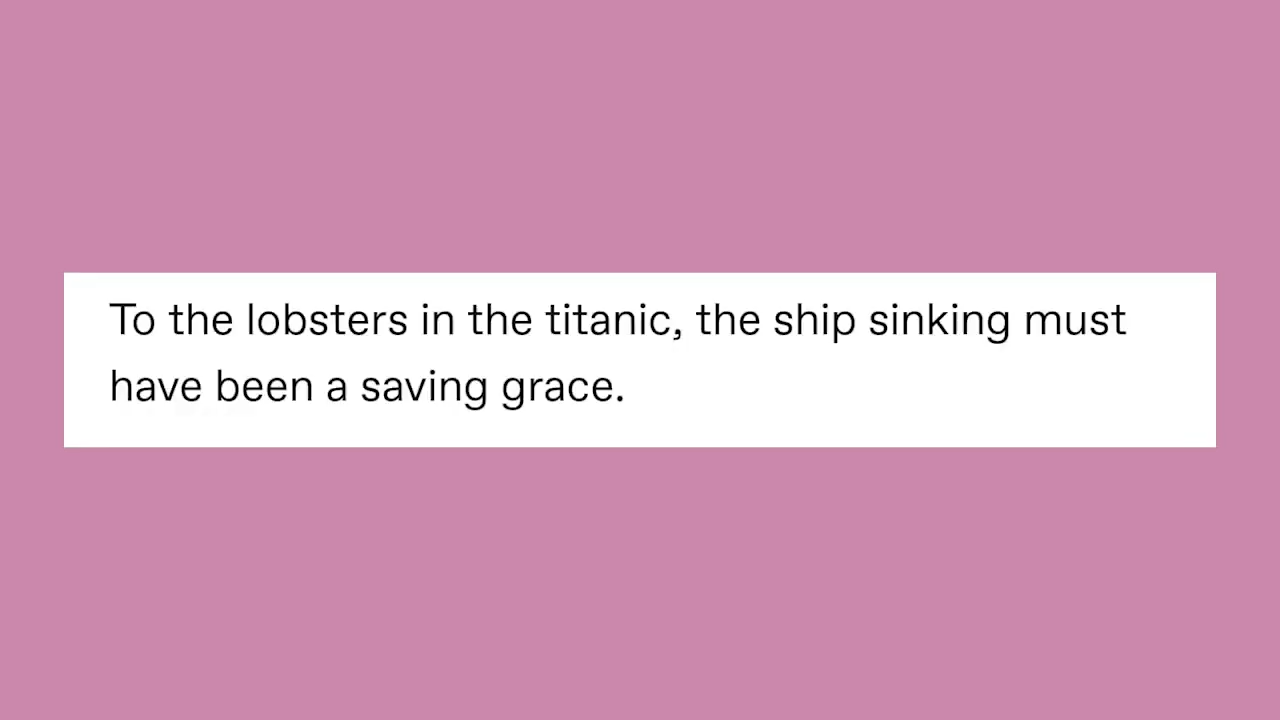 To the lobsters in the titanic, the ship sinking must
have been a saving grace.